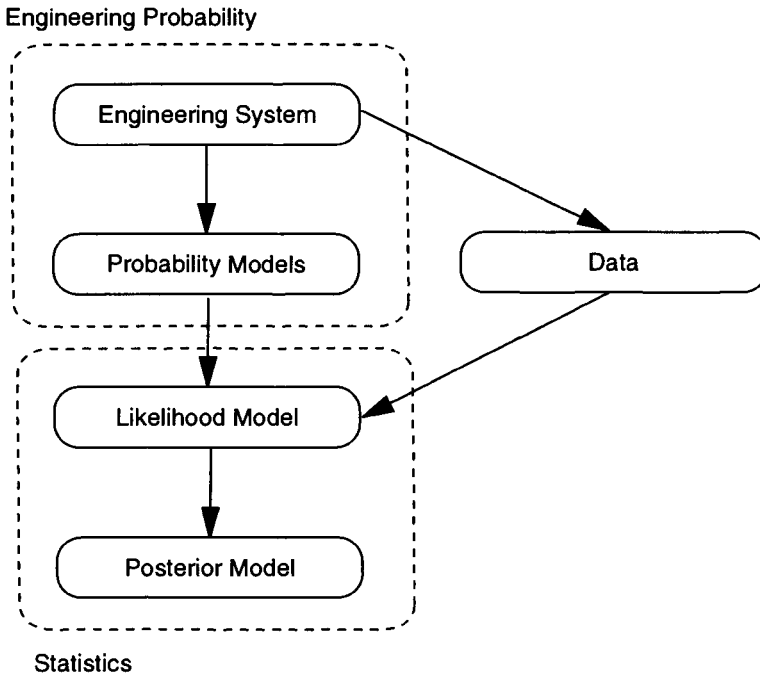 Engineering Probability
Engineering System
Probability Models
Data
Likelihood Model
Posterior Model
Statistics